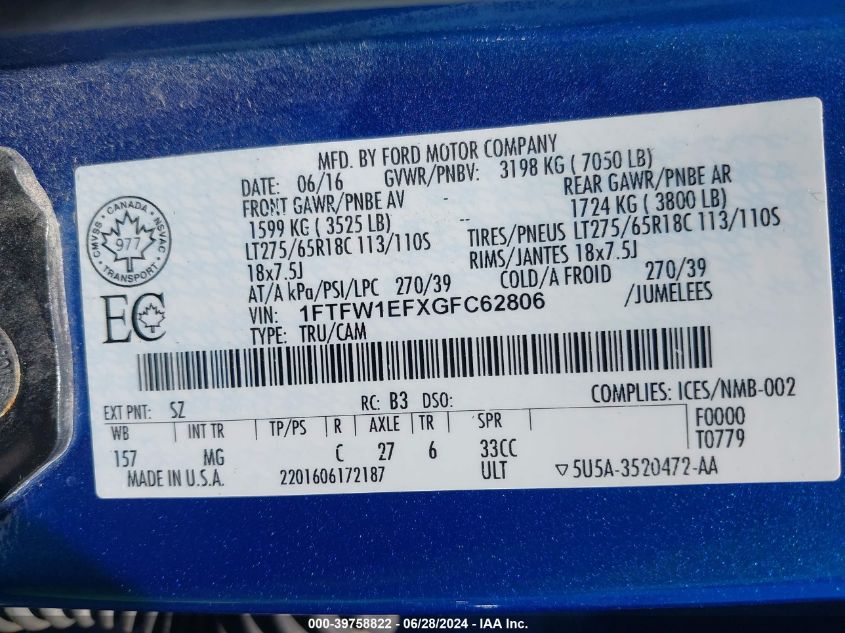 MFD. BY FORD MOTOR COMPANY
DATE: 06/16 GVWR/PNBV: 3198 KG ( 7050 LB)
FRONT GAWR/PNBE AV -- REAR GAWR/PNBE AR
1599 KG ( 3525 LB) -- 1724 KG ( 3800 LB)
LT275/65R18C 113/110S TIRES/PNEUS LT275/65R18C 113/110S
18x7.5J RIMS/JANTES 18x7.5J
AT/A kPa/PSI/LPC 270/39 COLD/A FROID 270/39
VIN: 1FTFW1EFXGFC62806 /JUMELEES
TYPE: TRU/CAM
CANADA
CMVSS NSVAC
977
TRANSPORT
EC
EXT PNT: SZ RC: B3 DSO: COMPLIES: ICES/NMB-002
WB INT TR TP/PS R AXLE TR SPR F0000
157 MG C 27 6 33CC T0779
MADE IN U.S.A. 2201606172187 ULT ▽5U5A-3520472-AA
000-39758822 / 06/28/2024 - IAA Inc.